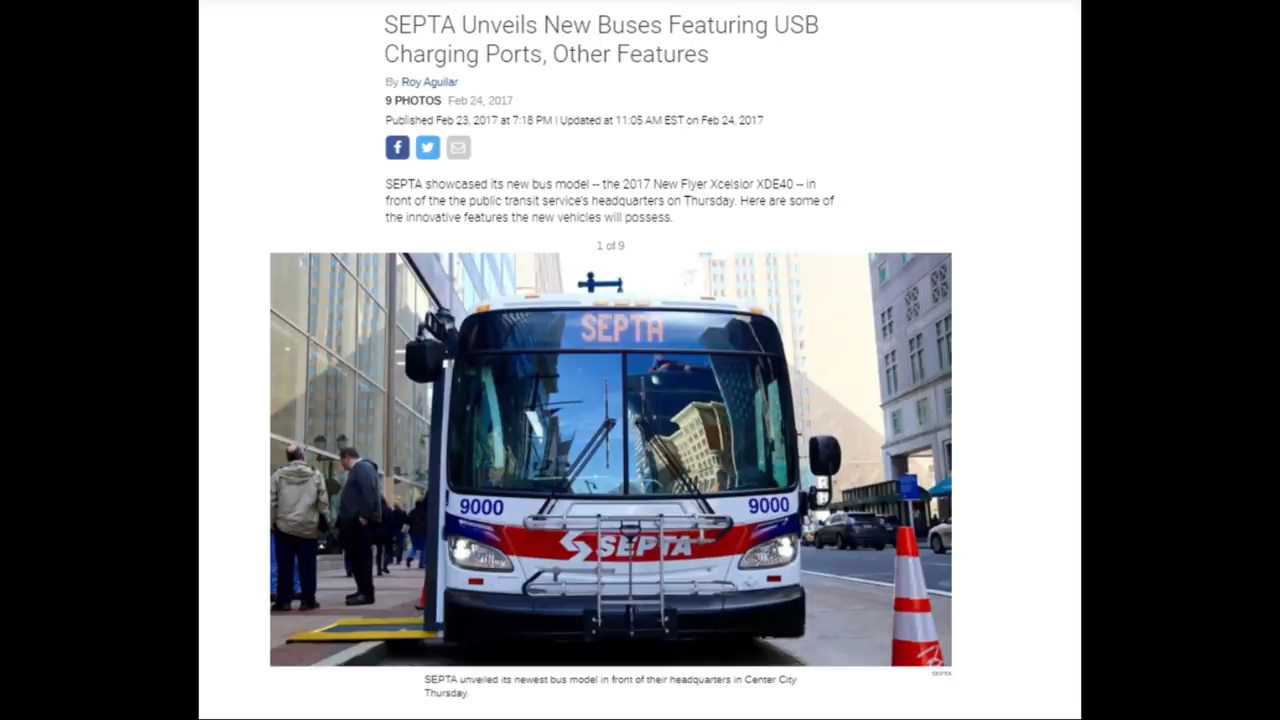 SEPTA Unveils New Buses Featuring USB
Charging Ports, Other Features
By Roy Aguilar
9 PHOTOS Feb 24, 2017
Published Feb 23, 2017 at 7:18 PM | Updated at 11:05 AM EST on Feb 24, 2017
SEPTA showcased its new bus model -- the 2017 New Flyer Xcelsior XDE40 -- in
front of the the public transit service's headquarters on Thursday. Here are some of
the innovative features the new vehicles will possess.
1 of 9
SEPTA
9000
9000
SEPTA
SEPTA
SEPTA unveiled its newest bus model in front of their headquarters in Center City
Thursday.